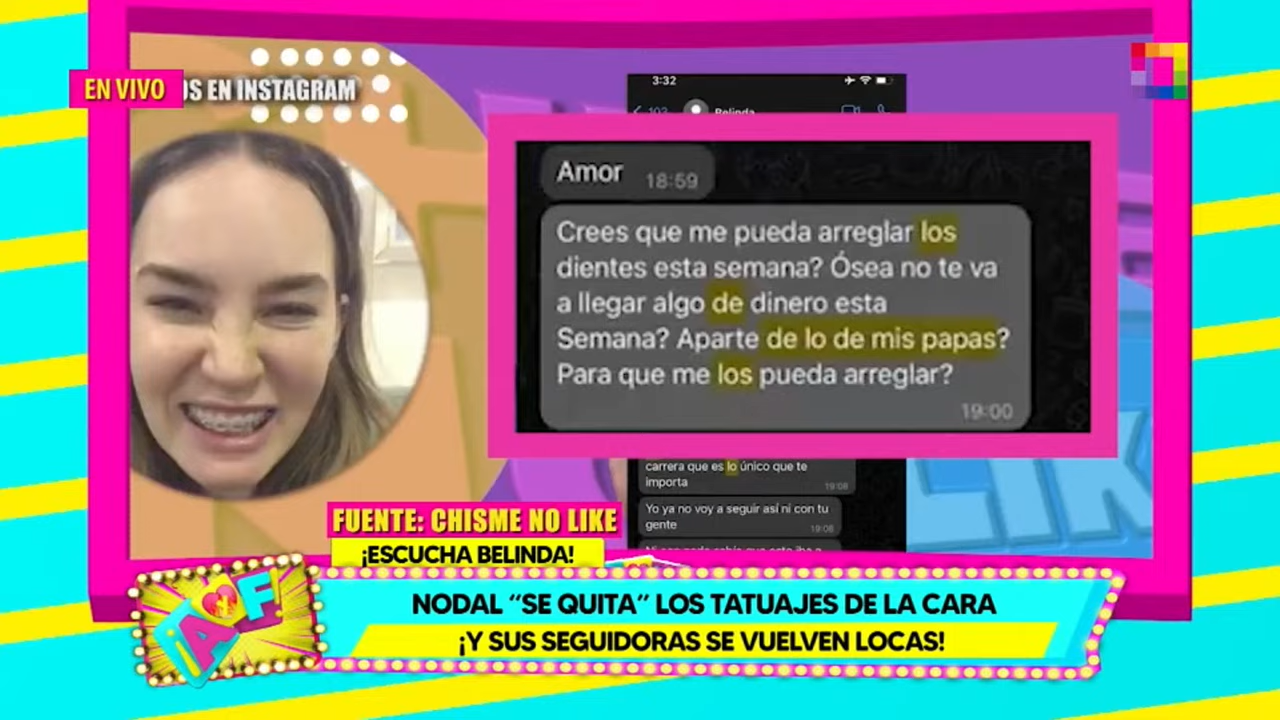 EN VIVO
OS EN INSTAGRAM
3:32
103
Belinda
Amor
18:59
Crees que me pueda arreglar los
dientes esta semana? Ósea no te va
a llegar algo de dinero esta
Semana? Aparte de lo de mis papas?
Para que me los pueda arreglar?
19:00
carrera que es lo único que te
importa
19:08
Yo ya no voy a seguir así ni con tu
gente
19:08
LIK
FUENTE: CHISME NO LIKE
¡ESCUCHA BELINDA!
¡AF!
NODAL “SE QUITA” LOS TATUAJES DE LA CARA
¡Y SUS SEGUIDORAS SE VUELVEN LOCAS!